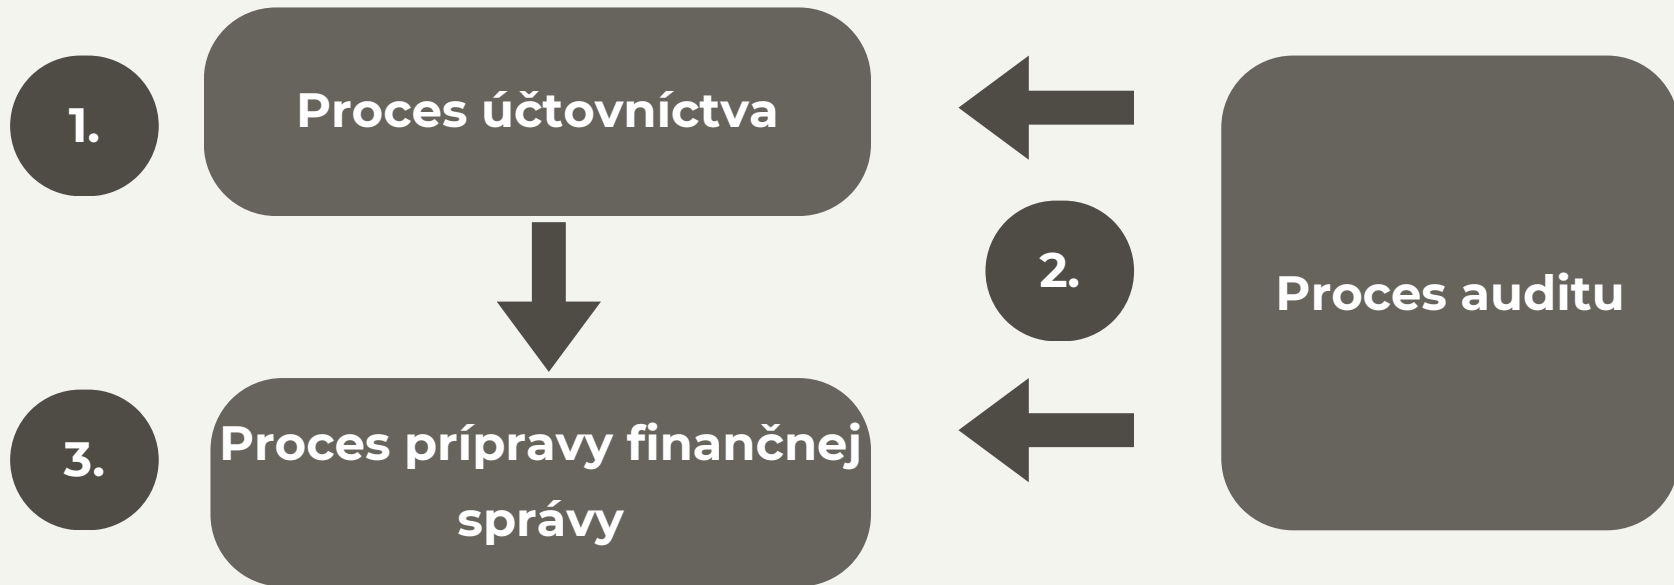 1.
Proces účtovníctva
2.
Proces auditu
3.
Proces prípravy finančnej
správy